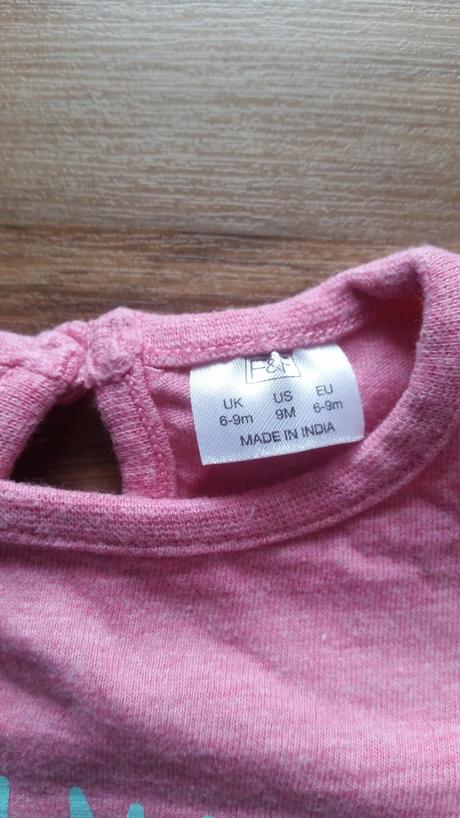 F&F
UK US EU
6-9m 9M 6-9m
MADE IN INDIA